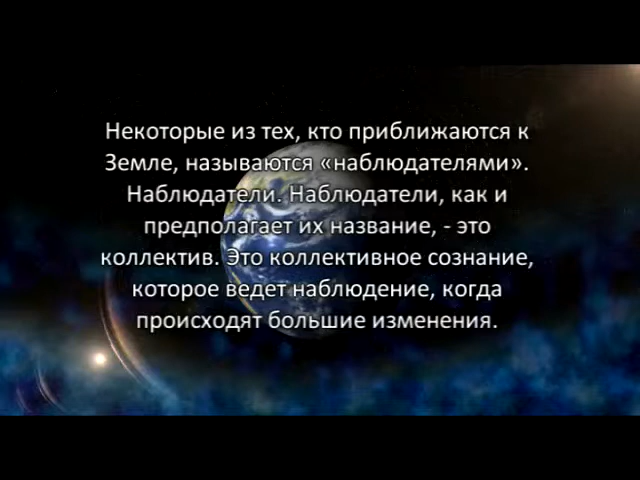 Некоторые из тех, кто приближаются к
Земле, называются «наблюдателями».
Наблюдатели. Наблюдатели, как и
предполагает их название, - это
коллектив. Это коллективное сознание,
которое ведет наблюдение, когда
происходят большие изменения.